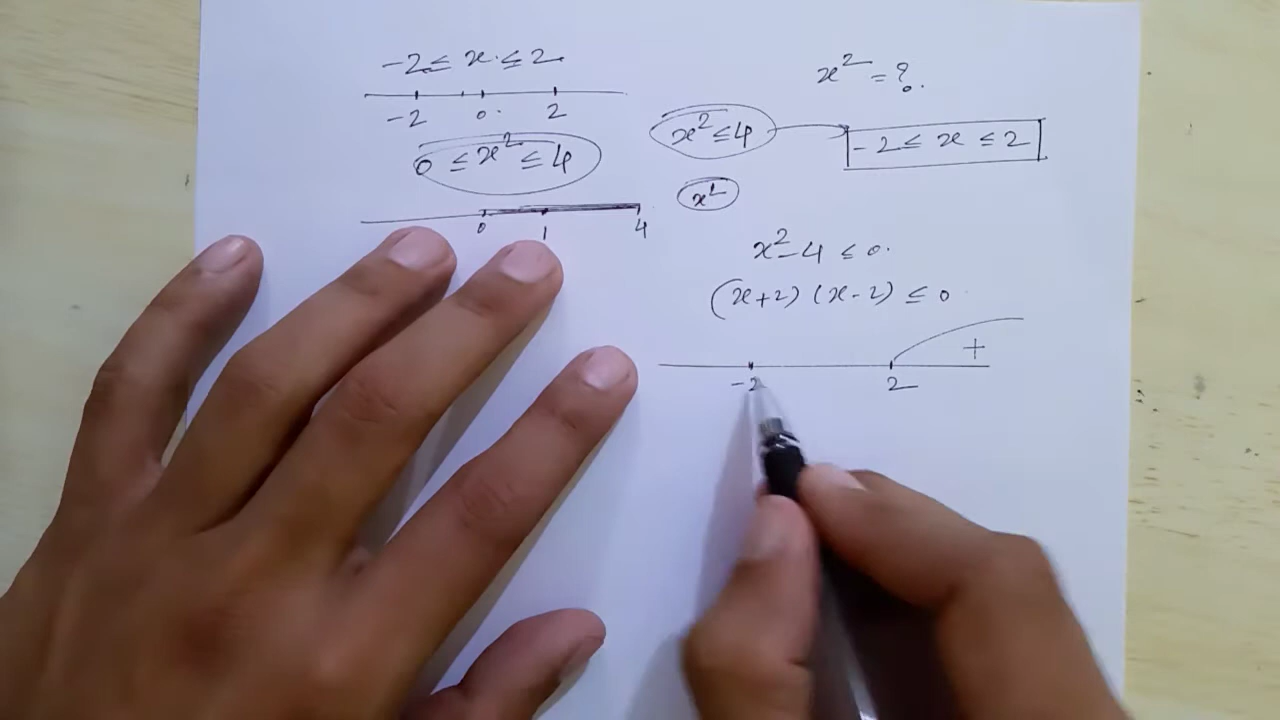 -2 ≤ x ≤ 2
-2 0 2
0 ≤ x² ≤ 4
0 1 4
x² = ?
x² ≤ 4
-2 ≤ x ≤ 2
x² - 4 ≤ 0
(x+2) (x-2) ≤ 0
+
-2 2